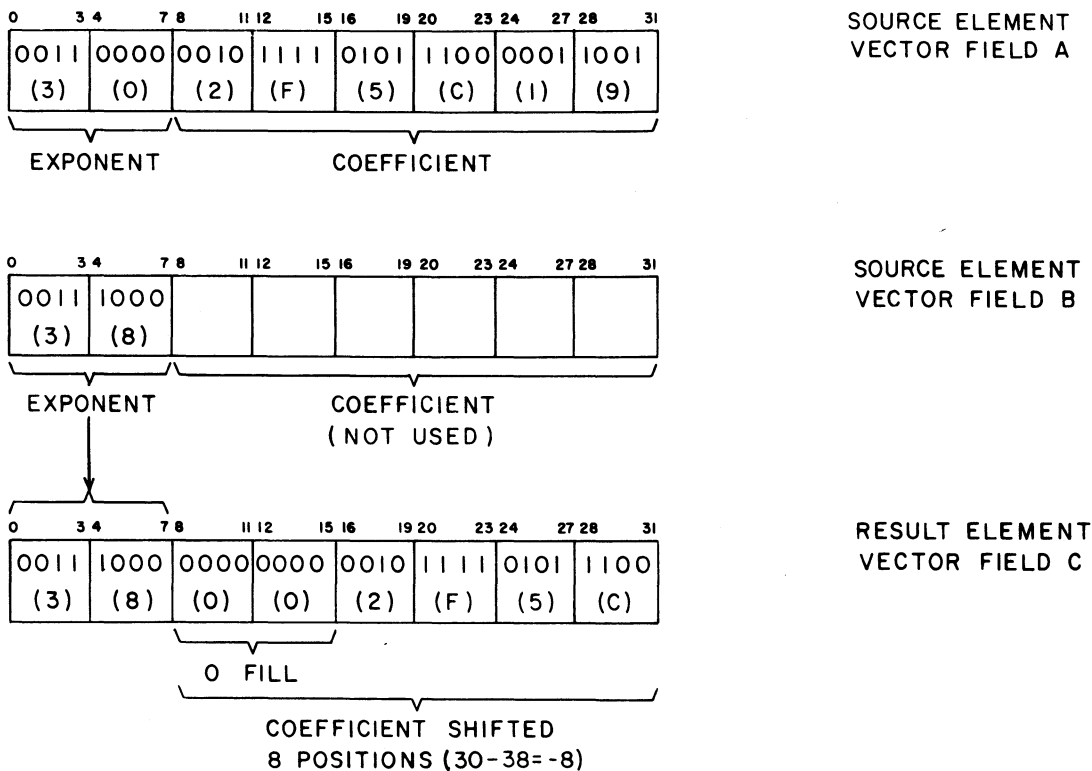 0 3 4 7 8 11 12 15 16 19 20 23 24 27 28 31
0011 0000 0010 1111 0101 1100 0001 1001
(3) (0) (2) (F) (5) (C) (1) (9)
EXPONENT COEFFICIENT
SOURCE ELEMENT
VECTOR FIELD A
0 3 4 7 8 11 12 15 16 19 20 23 24 27 28 31
0011 1000
(3) (8)
EXPONENT COEFFICIENT
(NOT USED)
SOURCE ELEMENT
VECTOR FIELD B
0 3 4 7 8 11 12 15 16 19 20 23 24 27 28 31
0011 1000 0000 0000 0010 1111 0101 1100
(3) (8) (0) (0) (2) (F) (5) (C)
RESULT ELEMENT
VECTOR FIELD C
0 FILL
COEFFICIENT SHIFTED
8 POSITIONS (30-38=-8)